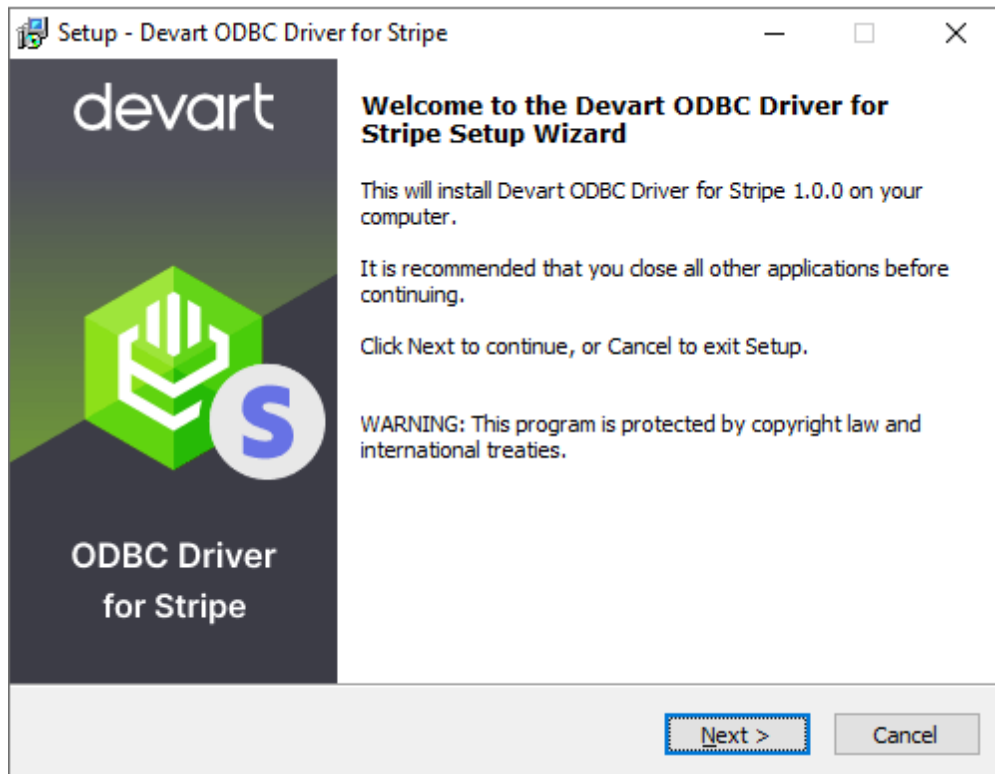 Setup - Devart ODBC Driver for Stripe
devart
Welcome to the Devart ODBC Driver for
Stripe Setup Wizard
This will install Devart ODBC Driver for Stripe 1.0.0 on your
computer.
It is recommended that you close all other applications before
continuing.
Click Next to continue, or Cancel to exit Setup.
WARNING: This program is protected by copyright law and
international treaties.
S
ODBC Driver
for Stripe
Next >
Cancel